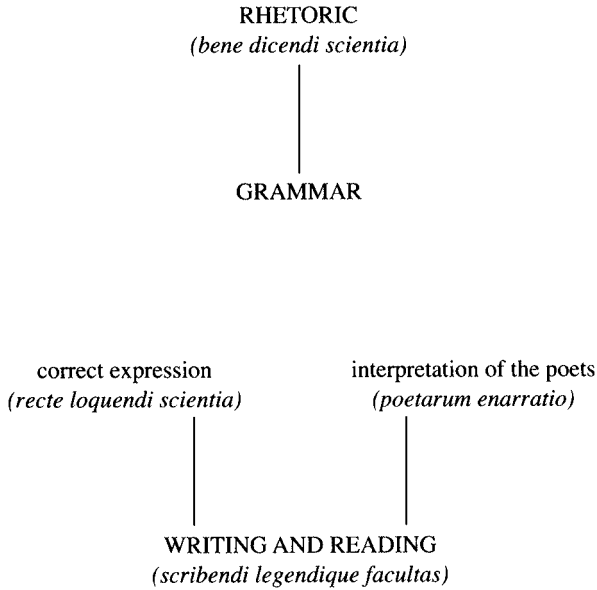 RHETORIC
(bene dicendi scientia)
GRAMMAR
correct expression
(recte loquendi scientia)
interpretation of the poets
(poetarum enarratio)
WRITING AND READING
(scribendi legendique facultas)